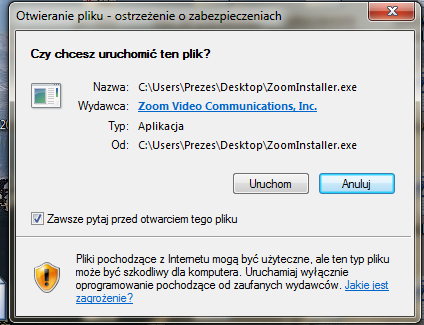 Otwieranie pliku - ostrzeżenie o zabezpieczeniach
Czy chcesz uruchomić ten plik?
Nazwa: C:\Users\Prezes\Desktop\ZoomInstaller.exe
Wydawca: Zoom Video Communications, Inc.
Typ: Aplikacja
Od: C:\Users\Prezes\Desktop\ZoomInstaller.exe
Uruchom Anuluj
Zawsze pytaj przed otwarciem tego pliku
Pliki pochodzące z Internetu mogą być użyteczne, ale ten typ pliku
może być szkodliwy dla komputera. Uruchamiaj wyłącznie
oprogramowanie pochodzące od zaufanych wydawców. Jakie jest
zagrożenie?